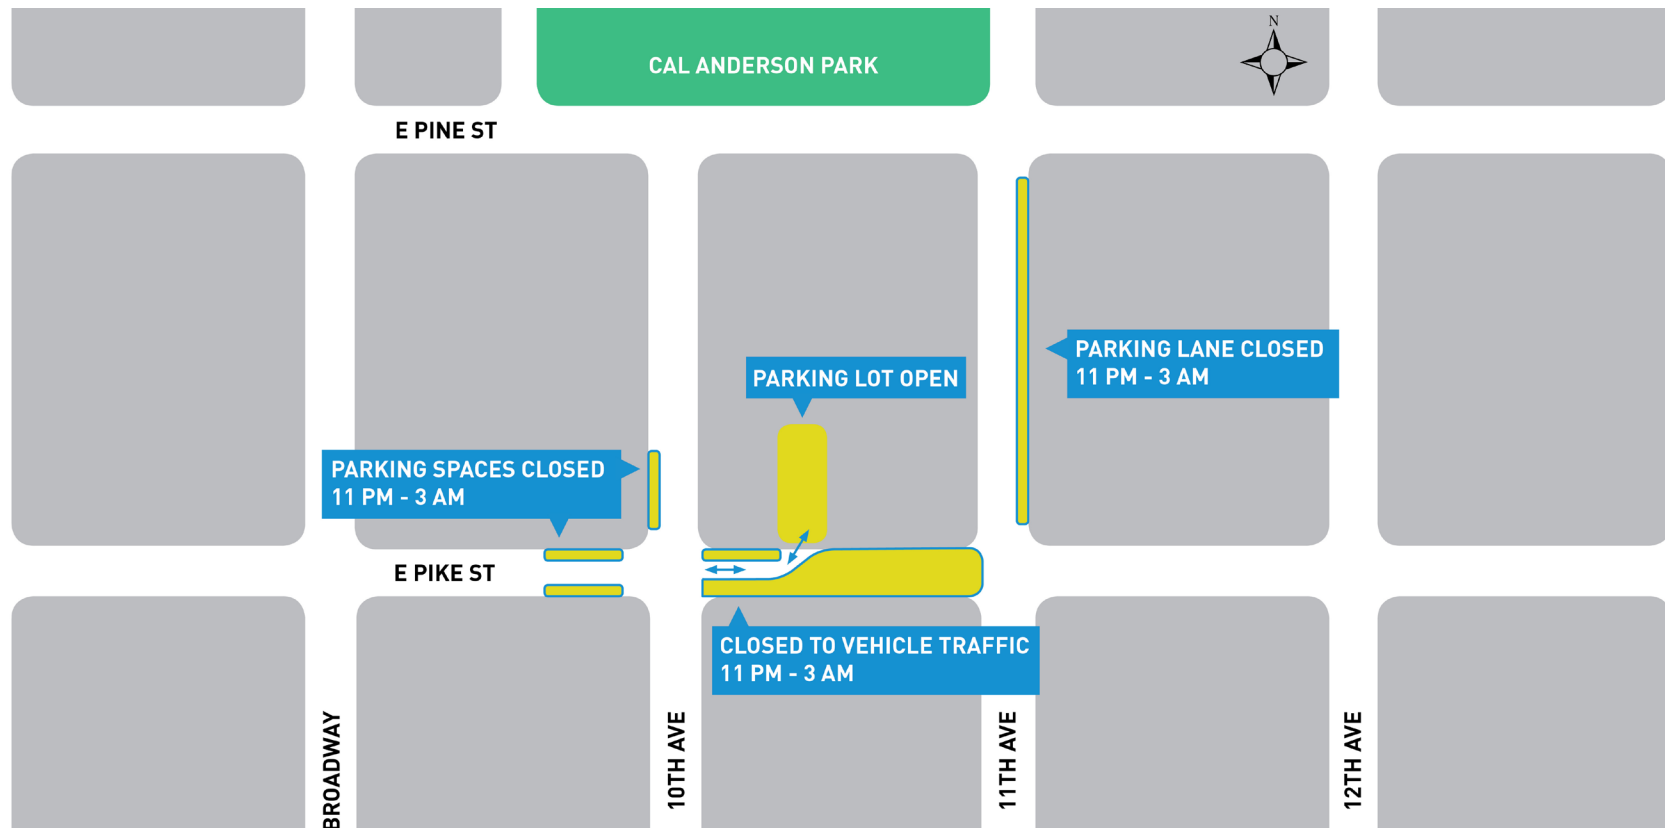 N
CAL ANDERSON PARK
E PINE ST
PARKING LANE CLOSED
11 PM - 3 AM
PARKING LOT OPEN
PARKING SPACES CLOSED
11 PM - 3 AM
E PIKE ST
CLOSED TO VEHICLE TRAFFIC
11 PM - 3 AM
BROADWAY
10TH AVE
11TH AVE
12TH AVE